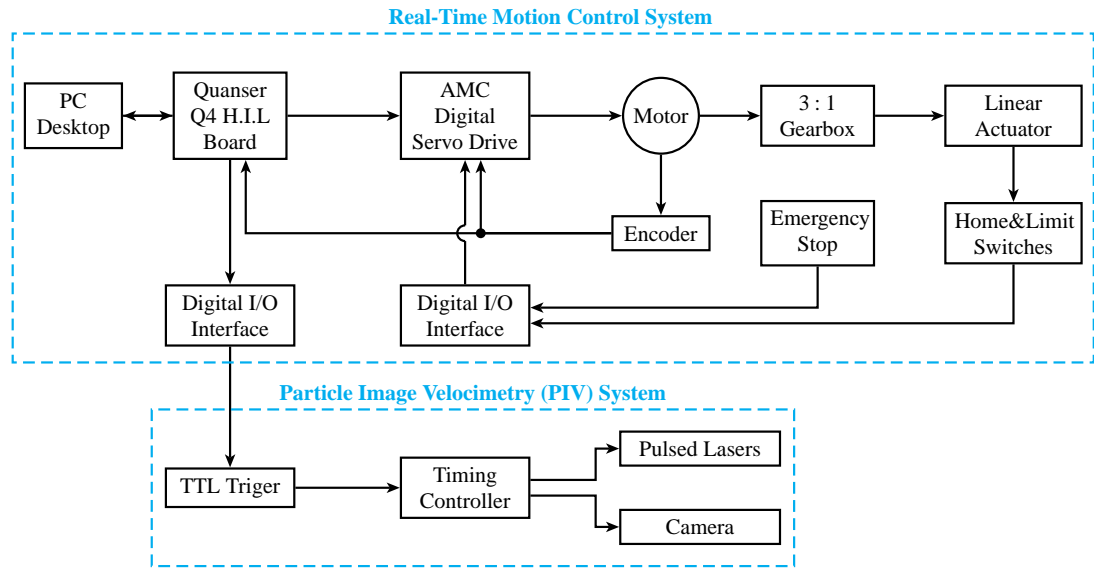 Real-Time Motion Control System
PC
Desktop
Quanser
Q4 H.I.L
Board
AMC
Digital
Servo Drive
Motor
3 : 1
Gearbox
Linear
Actuator
Encoder
Emergency
Stop
Home&Limit
Switches
Digital I/O
Interface
Digital I/O
Interface
Particle Image Velocimetry (PIV) System
TTL Triger
Timing
Controller
Pulsed Lasers
Camera